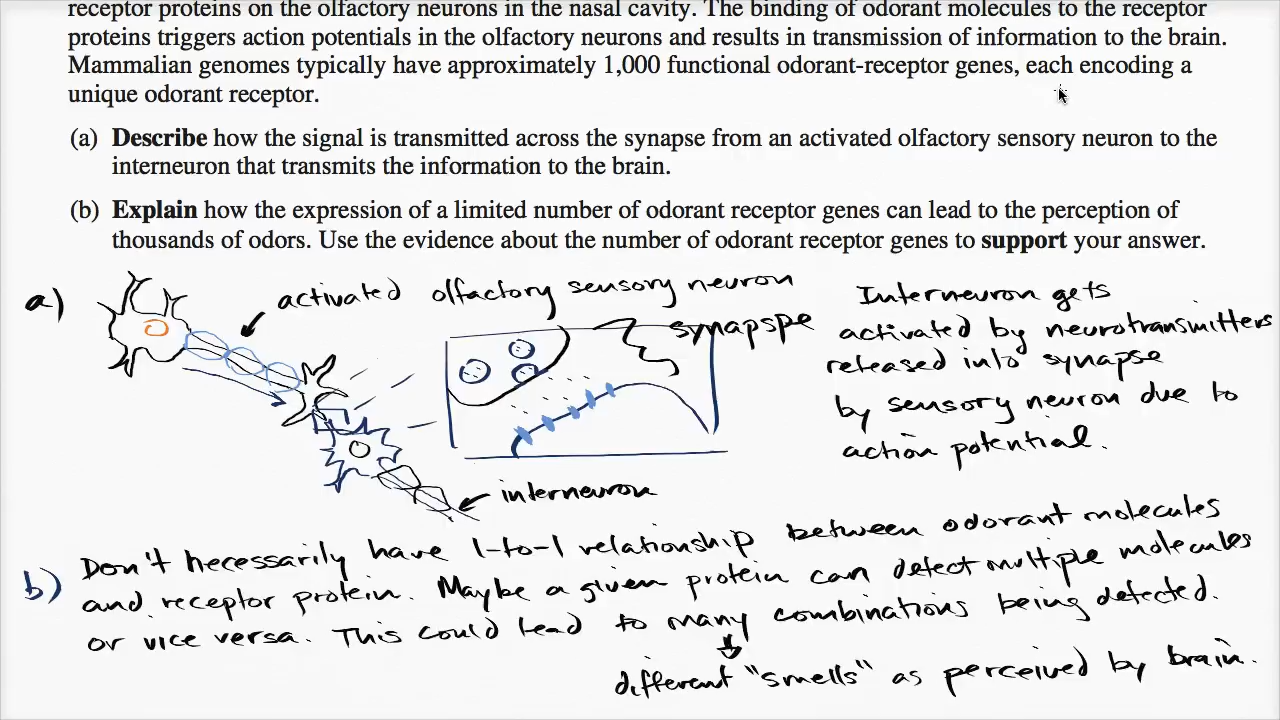 receptor proteins on the olfactory neurons in the nasal cavity. The binding of odorant molecules to the receptor
proteins triggers action potentials in the olfactory neurons and results in transmission of information to the brain.
Mammalian genomes typically have approximately 1,000 functional odorant-receptor genes, each encoding a
unique odorant receptor.
(a) Describe how the signal is transmitted across the synapse from an activated olfactory sensory neuron to the
interneuron that transmits the information to the brain.
(b) Explain how the expression of a limited number of odorant receptor genes can lead to the perception of
thousands of odors. Use the evidence about the number of odorant receptor genes to support your answer.
a)
activated olfactory sensory neuron
synapspe
interneuron
Interneuron gets
activated by neurotransmitters
released into synapse
by sensory neuron due to
action potential.
b) Don't necessarily have 1-to-1 relationship between odorant molecules
and receptor protein. Maybe a given protein can detect multiple molecules
or vice versa. This could lead to many combinations being detected.
different "smells" as perceived by brain.